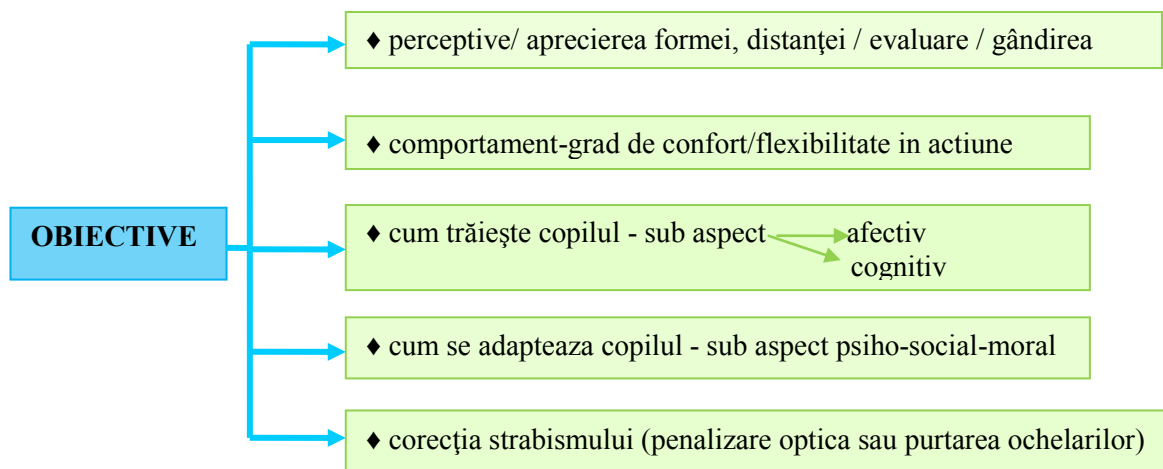 ♦ perceptive/ aprecierea formei, distanţei / evaluare / gândirea
♦ comportament-grad de confort/flexibilitate in actiune
OBIECTIVE
♦ cum trăieşte copilul - sub aspect afectiv
cognitiv
♦ cum se adapteaza copilul - sub aspect psiho-social-moral
♦ corecţia strabismului (penalizare optica sau purtarea ochelarilor)